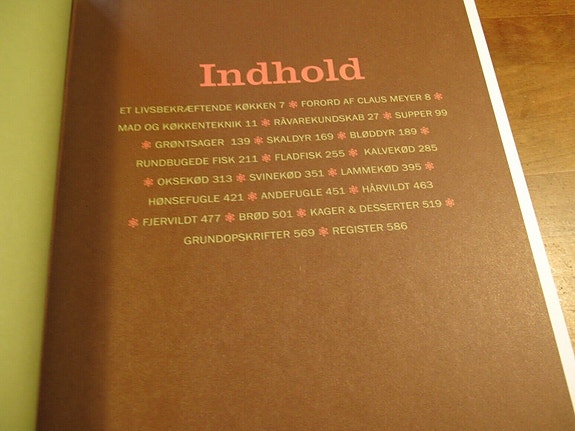 Indhold
ET LIVSBEKRÆFTENDE KØKKEN 7 ❃ FORORD AF CLAUS MEYER 8 ❃
MAD OG KØKKENTEKNIK 11 ❃ RÅVAREKUNDSKAB 27 ❃ SUPPER 99
❃ GRØNTSAGER 139 ❃ SKALDYR 169 ❃ BLØDDYR 189 ❃
RUNDBUGEDE FISK 211 ❃ FLADFISK 255 ❃ KALVEKØD 285
❃ OKSEKØD 313 ❃ SVINEKØD 351 ❃ LAMMEKØD 395 ❃
HØNSEFUGLE 421 ❃ ANDEFUGLE 451 ❃ HÅRVILDT 463
❃ FJERVILDT 477 ❃ BRØD 501 ❃ KAGER & DESSERTER 519 ❃
GRUNDOPSKRIFTER 569 ❃ REGISTER 586